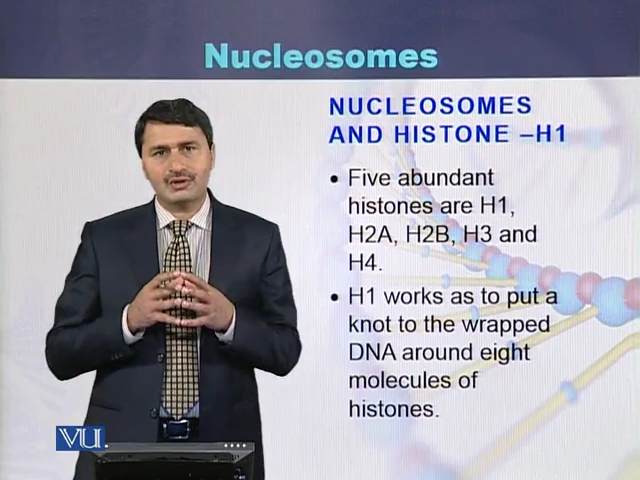 Nucleosomes
NUCLEOSOMES
AND HISTONE –H1
• Five abundant
histones are H1,
H2A, H2B, H3 and
H4.
• H1 works as to put a
knot to the wrapped
DNA around eight
molecules of
histones.
VU.